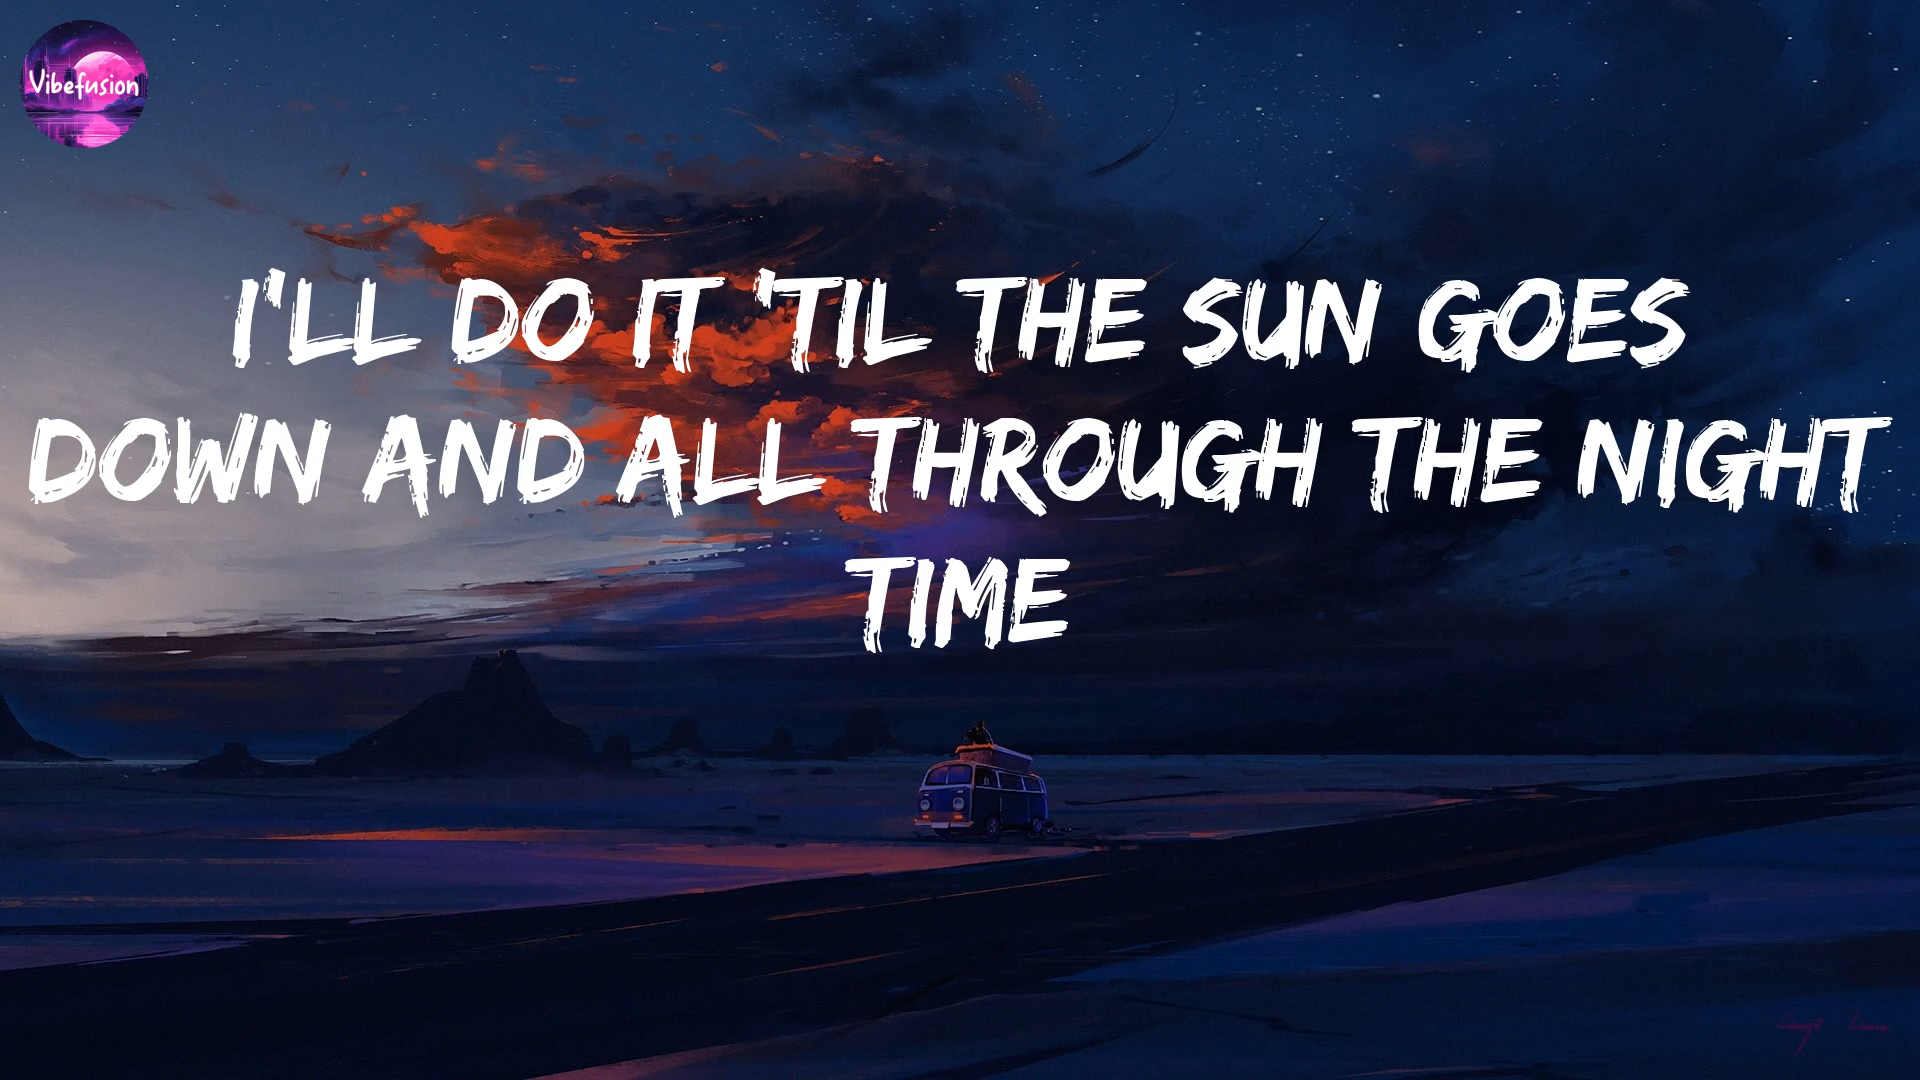 Vibefusion
I'LL DO IT 'TIL THE SUN GOES
DOWN AND ALL THROUGH THE NIGHT
TIME